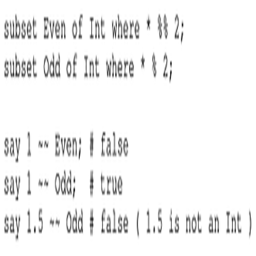 subset Even of Int where * %% 2;
subset Odd of Int where * % 2;
say 1 ~~ Even; # false
say 1 ~~ Odd; # true
say 1.5 ~~ Odd # false ( 1.5 is not an Int )